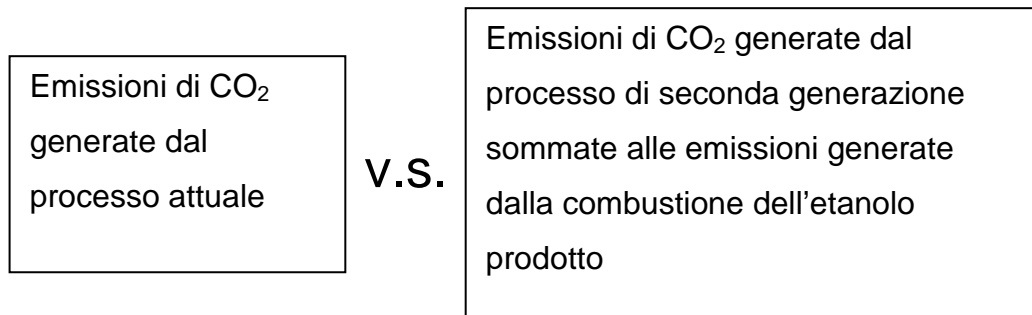 Emissioni di CO₂
generate dal
processo attuale
v.s.
Emissioni di CO₂ generate dal
processo di seconda generazione
sommate alle emissioni generate
dalla combustione dell’etanolo
prodotto